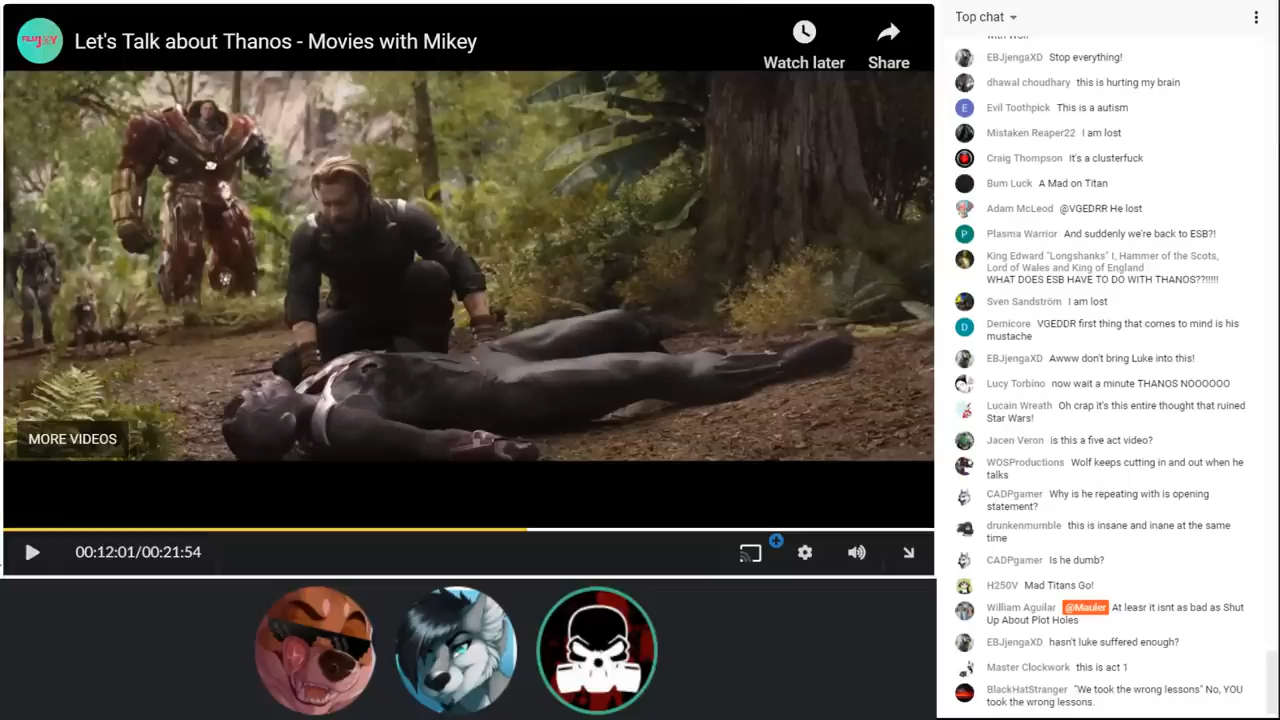 FILM JOY
Let's Talk about Thanos - Movies with Mikey
Watch later
Share
MORE VIDEOS
00:12:01/00:21:54
Top chat
with Wolf
EBJjengaXD Stop everything!
dhawal choudhary this is hurting my brain
E
Evil Toothpick This is a autism
Mistaken Reaper22 I am lost
Craig Thompson It's a clusterfuck
Bum Luck A Mad on Titan
Adam McLeod @VGEDRR He lost
P
Plasma Warrior And suddenly we're back to ESB?!
King Edward "Longshanks" I, Hammer of the Scots,
Lord of Wales and King of England
WHAT DOES ESB HAVE TO DO WITH THANOS??!!!!!
Sven Sandström I am lost
D
Demicore VGEDDR first thing that comes to mind is his
mustache
EBJjengaXD Awww don't bring Luke into this!
Lucy Torbino now wait a minute THANOS NOOOOOO
Lucain Wreath Oh crap it's this entire thought that ruined
Star Wars!
Jacen Veron is this a five act video?
WOSProductions Wolf keeps cutting in and out when he
talks
CADPgamer Why is he repeating with is opening
statement?
drunkenmumble this is insane and inane at the same
time
CADPgamer Is he dumb?
H250V Mad Titans Go!
William Aguilar @Mauler At leasr it isnt as bad as Shut
Up About Plot Holes
EBJjengaXD hasn't luke suffered enough?
Master Clockwork this is act 1
BlackHatStranger "We took the wrong lessons" No, YOU
took the wrong lessons.